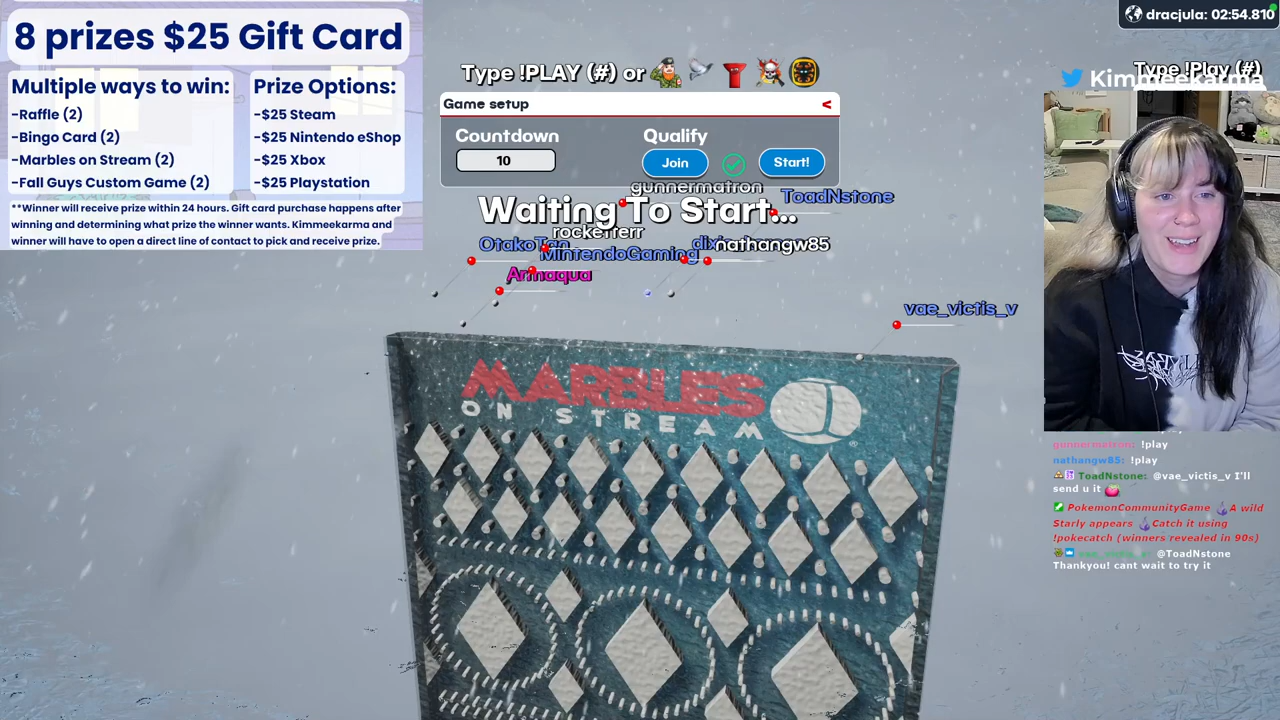 8 prizes $25 Gift Card
Multiple ways to win:
-Raffle (2)
-Bingo Card (2)
-Marbles on Stream (2)
-Fall Guys Custom Game (2)
Prize Options:
-$25 Steam
-$25 Nintendo eShop
-$25 Xbox
-$25 Playstation
**Winner will receive prize within 24 hours. Gift card purchase happens after
winning and determining what prize the winner wants. Kimmeekarma and
winner will have to open a direct line of contact to pick and receive prize.
Type !PLAY (#) or
Game setup <
Countdown
10
Qualify
Join
Start!
Waiting To Start...
gunnermatron
ToadNstone
rocketferr
OtakoTan
MintendoGaming
nathangw85
Armaqua
vae_victis_v
MARBLES
ON STREAM
dracjula: 02:54.810
Type !Play (#)
Kimmeekarma
gunnermatron: !play
nathangw85: !play
ToadNstone: @vae_victis_v I'll
send u it
PokemonCommunityGame A wild
Starly appears Catch it using
!pokecatch (winners revealed in 90s)
vae_victis_v: @ToadNstone
Thankyou! cant wait to try it